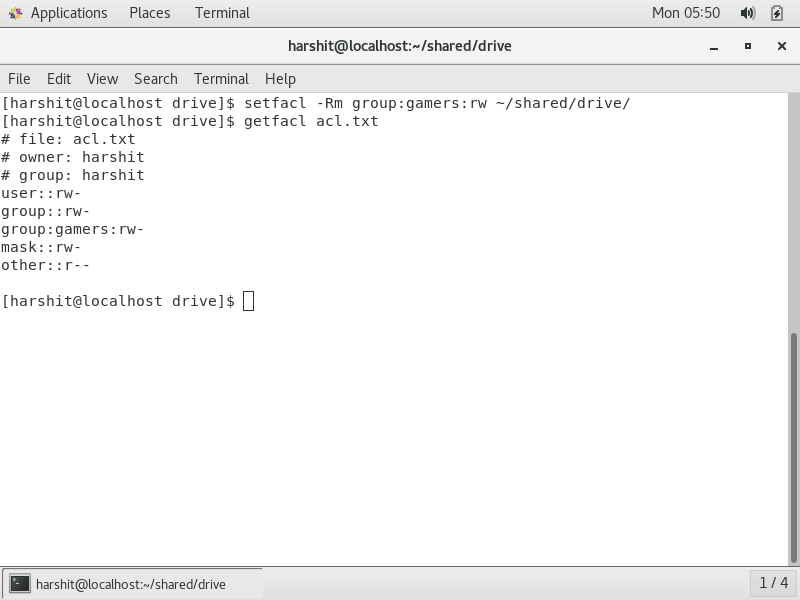 Applications Places Terminal Mon 05:50
harshit@localhost:~/shared/drive
File Edit View Search Terminal Help
[harshit@localhost drive]$ setfacl -Rm group:gamers:rw ~/shared/drive/
[harshit@localhost drive]$ getfacl acl.txt
# file: acl.txt
# owner: harshit
# group: harshit
user::rw-
group::rw-
group:gamers:rw-
mask::rw-
other::r--
[harshit@localhost drive]$
harshit@localhost:~/shared/drive 1 / 4